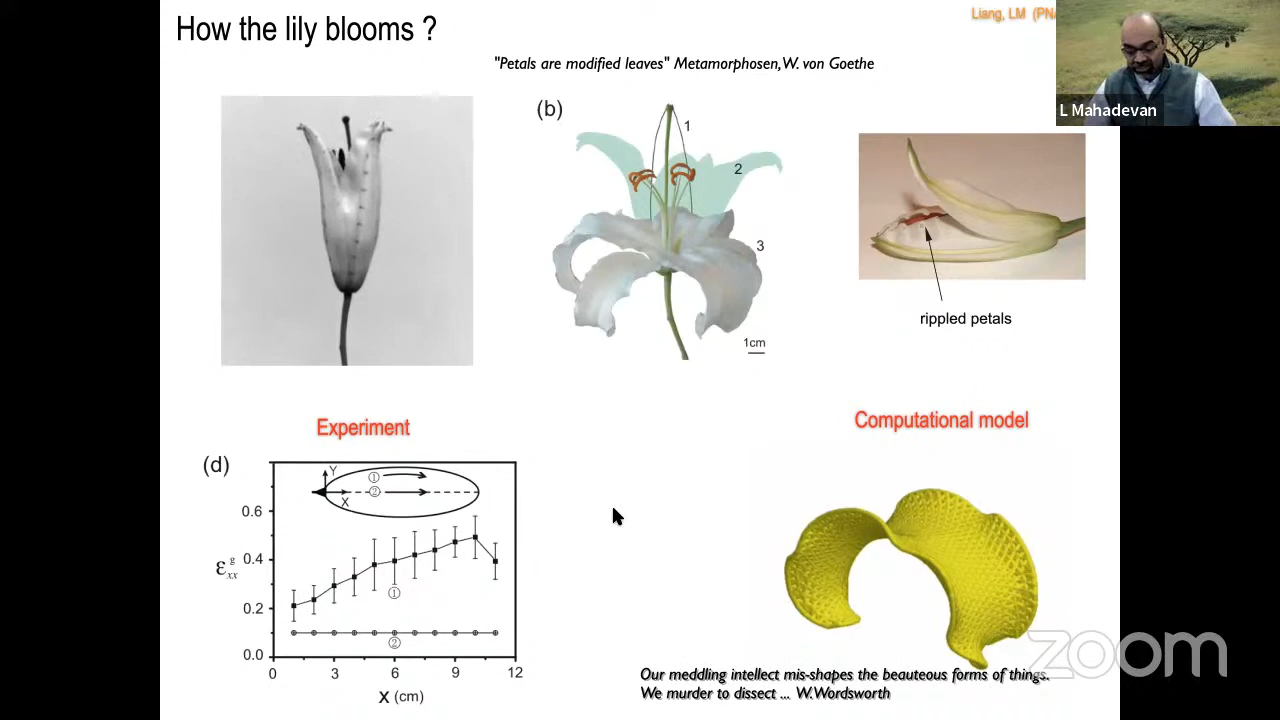 How the lily blooms ?
Liang, LM (PN
"Petals are modified leaves" Metamorphosen, W. von Goethe
L Mahadevan
(b)
1
2
3
1cm
rippled petals
Experiment
Computational model
(d)
Y
①
②
X
0.6
0.4
0.2
0.0
ε g xx
①
②
0 3 6 9 12
X (cm)
zoom
Our meddling intellect mis-shapes the beauteous forms of things.
We murder to dissect ... W.Wordsworth